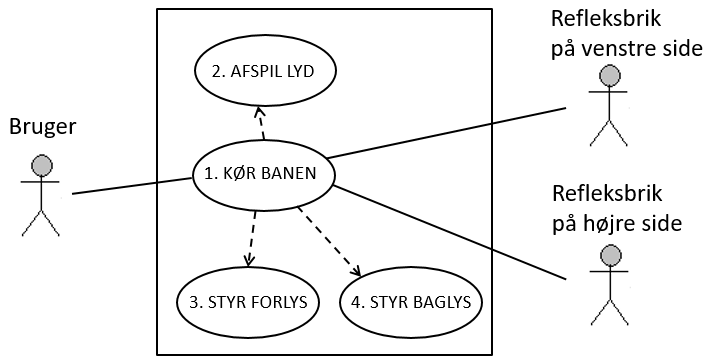 Bruger
2. AFSPIL LYD
1. KØR BANEN
3. STYR FORLYS
4. STYR BAGLYS
Refleksbrik
på venstre side
Refleksbrik
på højre side